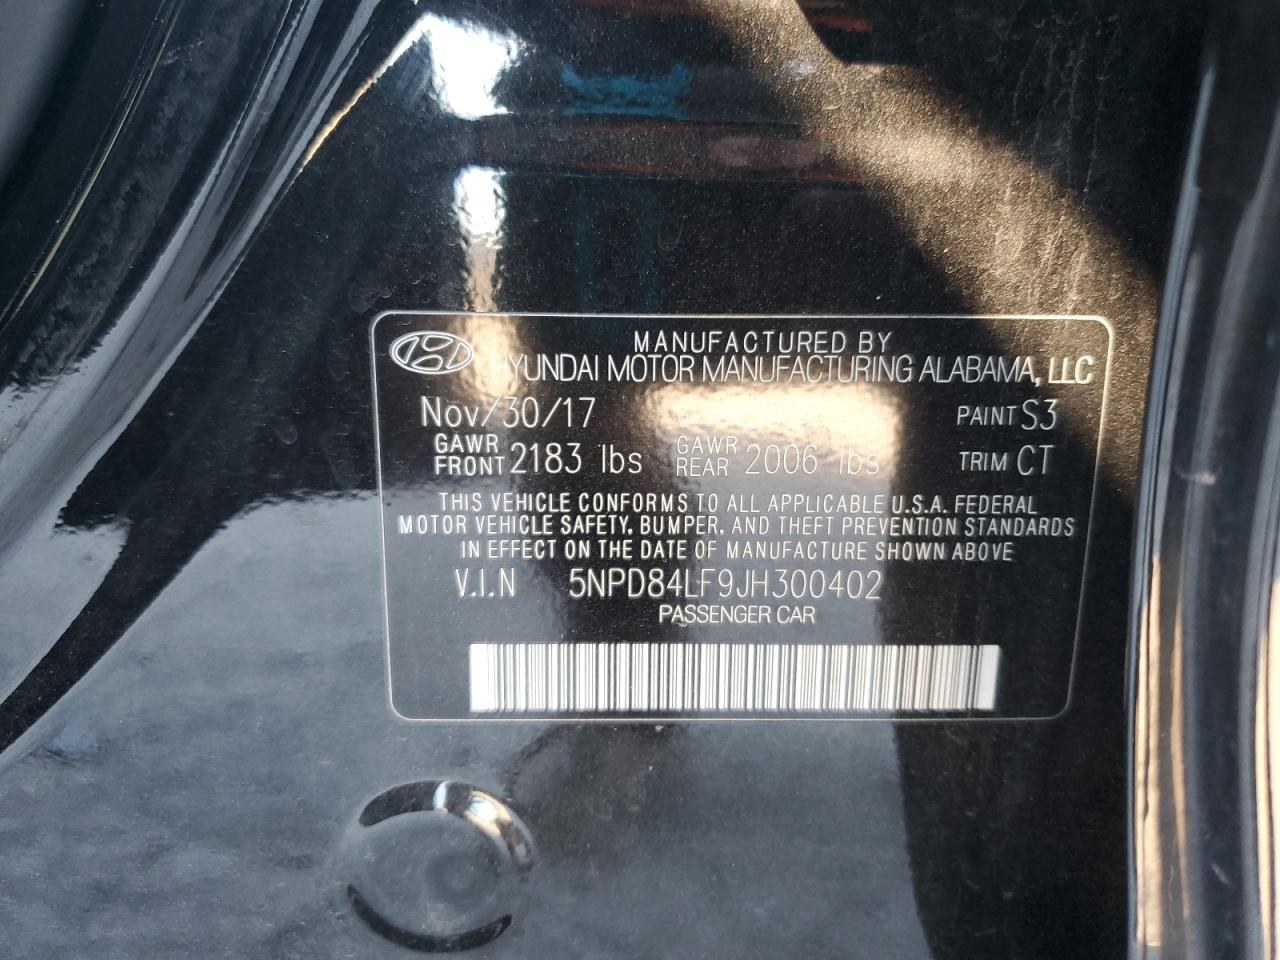 MANUFACTURED BY
HYUNDAI MOTOR MANUFACTURING ALABAMA, LLC
Nov/30/17 PAINT S3
GAWR FRONT 2183 lbs GAWR REAR 2006 lbs TRIM CT
THIS VEHICLE CONFORMS TO ALL APPLICABLE U.S.A. FEDERAL
MOTOR VEHICLE SAFETY, BUMPER, AND THEFT PREVENTION STANDARDS
IN EFFECT ON THE DATE OF MANUFACTURE SHOWN ABOVE
V.I.N 5NPD84LF9JH300402
PASSENGER CAR